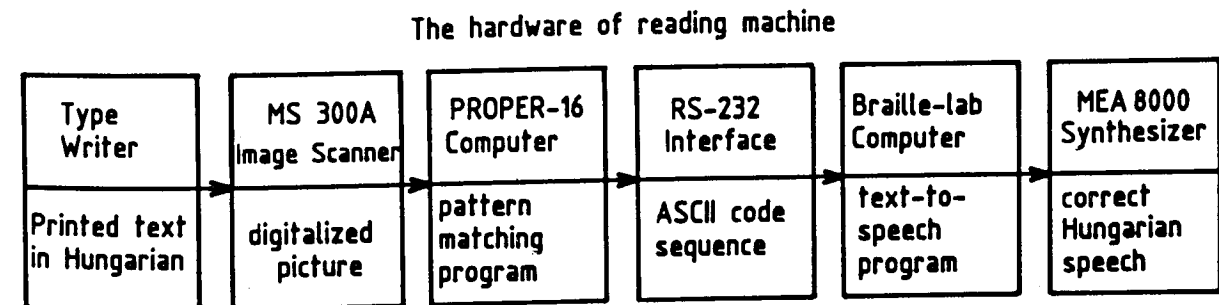 The hardware of reading machine
Type
Writer
Printed text
in Hungarian
MS 300A
Image Scanner
digitalized
picture
PROPER-16
Computer
pattern
matching
program
RS-232
Interface
ASCII code
sequence
Braille-lab
Computer
text-to-
speech
program
MEA 8000
Synthesizer
correct
Hungarian
speech